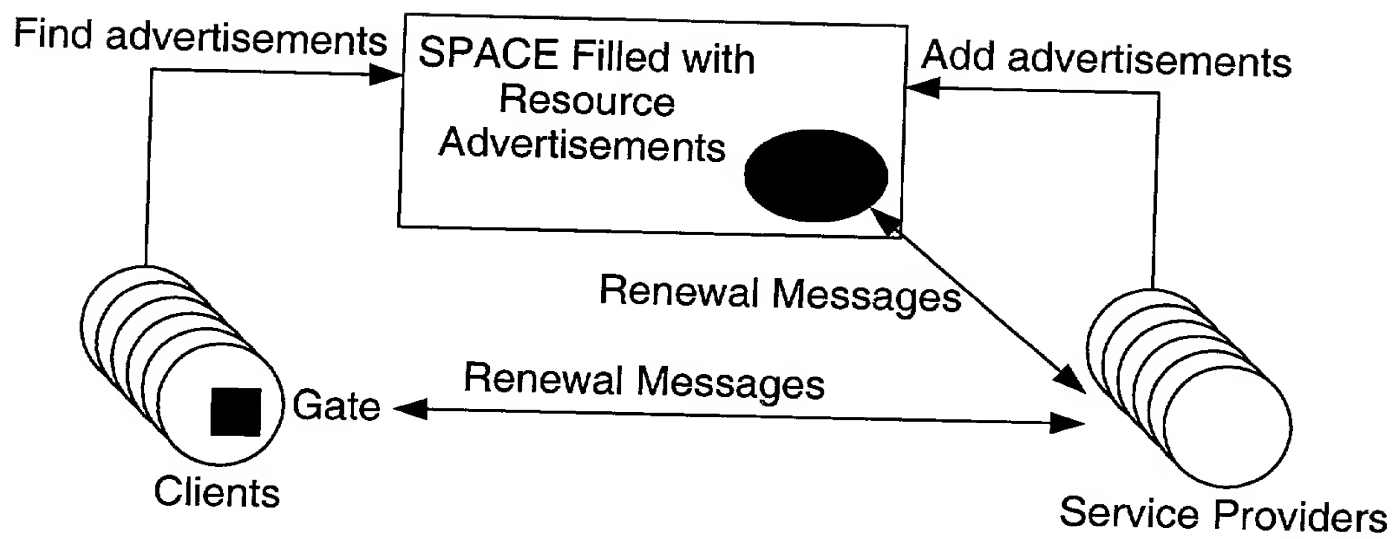 Find advertisements
SPACE Filled with
Resource
Advertisements
Add advertisements
Renewal Messages
Renewal Messages
Gate
Clients
Service Providers